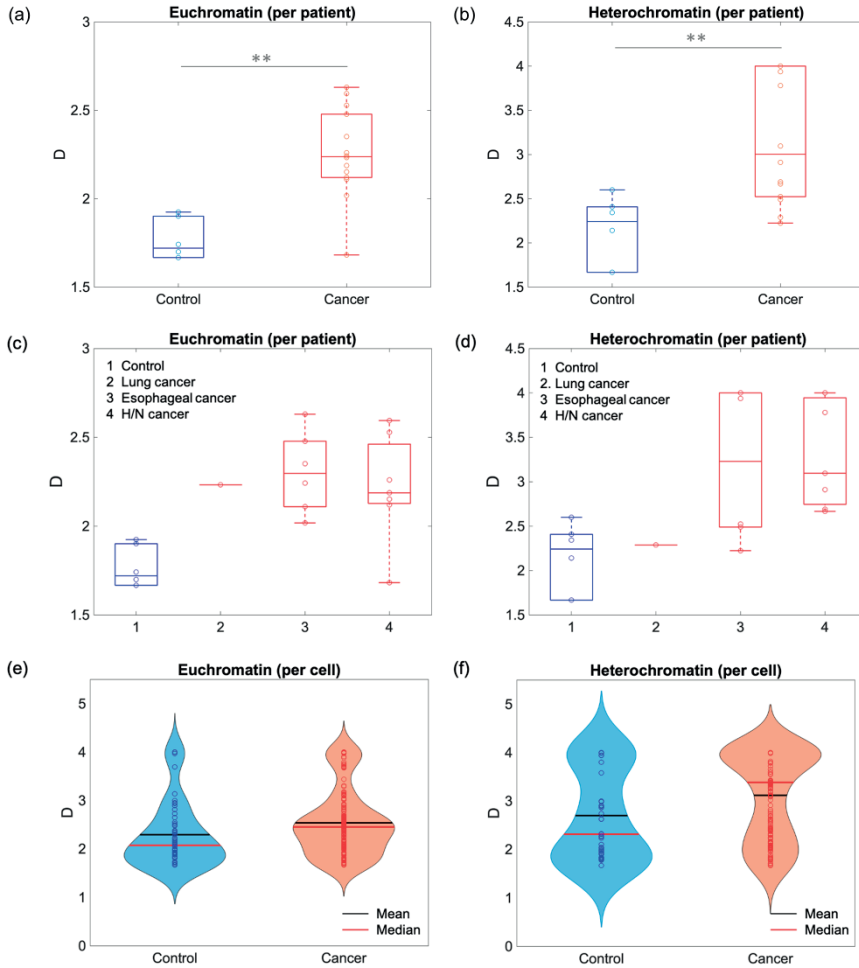 (a)
Euchromatin (per patient)
3
2.5
2
1.5
D
**
Control
Cancer
(b)
Heterochromatin (per patient)
4.5
4
3.5
3
2.5
2
1.5
D
**
Control
Cancer
(c)
Euchromatin (per patient)
3
2.5
2
1.5
D
1 Control
2 Lung cancer
3 Esophageal cancer
4 H/N cancer
1
2
3
4
(d)
Heterochromatin (per patient)
4.5
4
3.5
3
2.5
2
1.5
D
1 Control
2. Lung cancer
3 Esophageal cancer
4 H/N cancer
1
2
3
4
(e)
Euchromatin (per cell)
5
4
3
2
1
0
D
Mean
Median
Control
Cancer
(f)
Heterochromatin (per cell)
5
4
3
2
1
0
D
Mean
Median
Control
Cancer